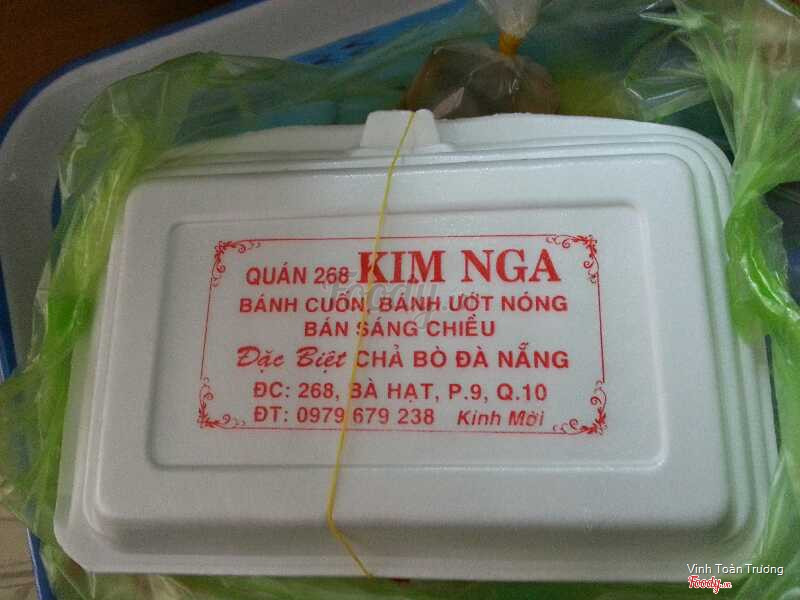 QUÁN 268 KIM NGA
BÁNH CUỐN, BÁNH ƯỚT NÓNG
BÁN SÁNG CHIỀU
Đặc Biệt CHẢ BÒ ĐÀ NẴNG
ĐC: 268, BÀ HẠT, P.9, Q.10
ĐT: 0979 679 238 Kính Mời
Vinh Toàn Trương
Foody.vn